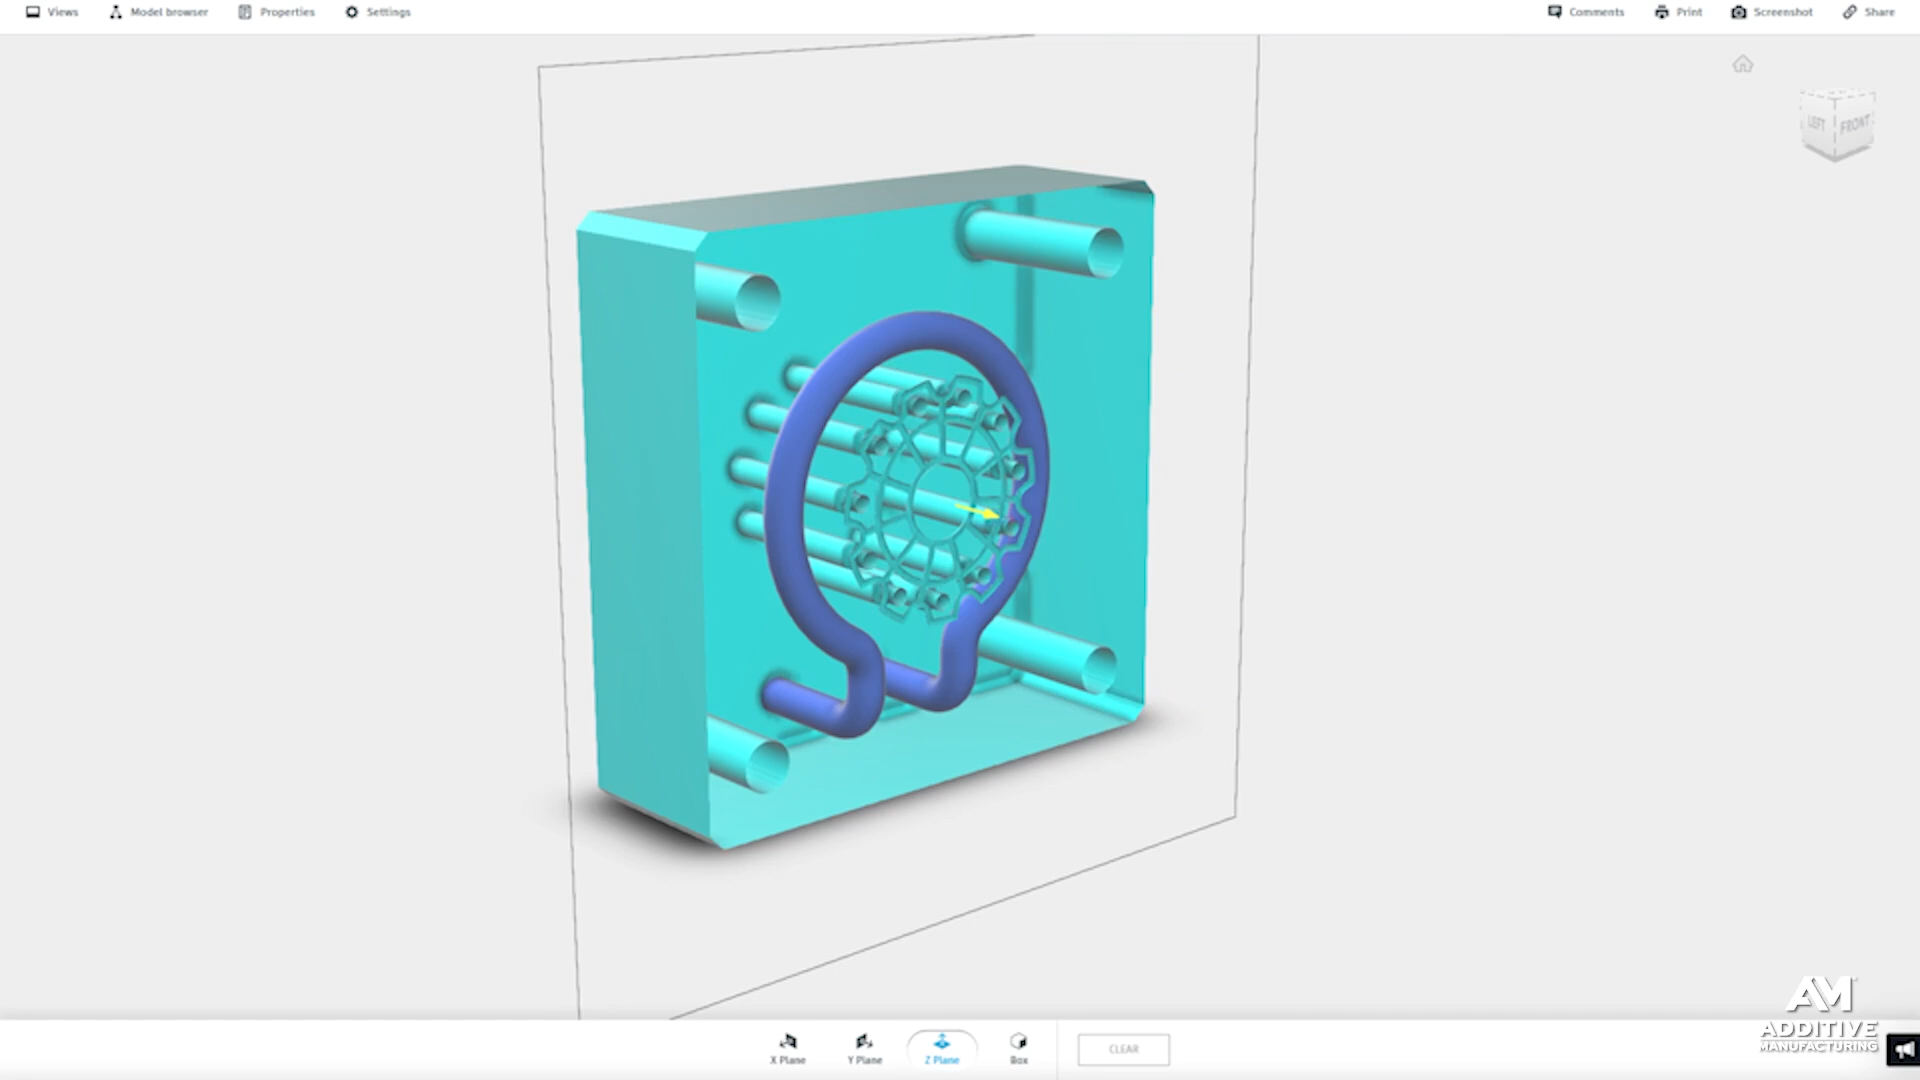 Views
Model browser
Properties
Settings
Comments
Print
Screenshot
Share
LEFT
FRONT
X Plane
Y Plane
Z Plane
Box
CLEAR
AM
ADDITIVE
MANUFACTURING